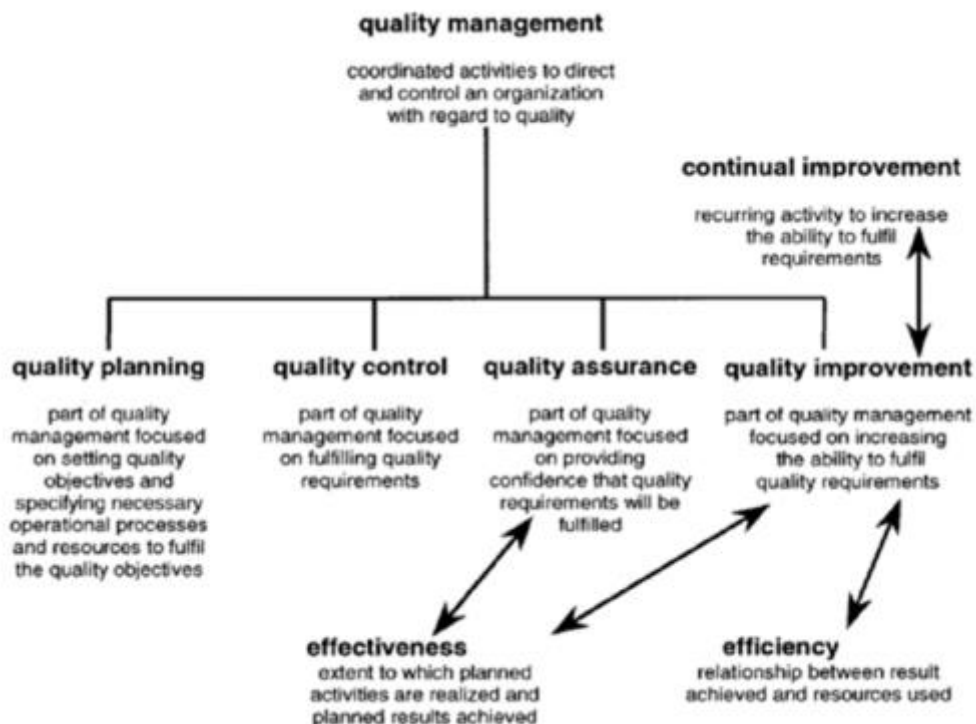 quality management
coordinated activities to direct
and control an organization
with regard to quality
continual improvement
recurring activity to increase
the ability to fulfil
requirements
quality planning
part of quality
management focused
on setting quality
objectives and
specifying necessary
operational processes
and resources to fulfil
the quality objectives
quality control
part of quality
management focused
on fulfilling quality
requirements
quality assurance
part of quality
management focused
on providing
confidence that quality
requirements will be
fulfilled
quality improvement
part of quality management
focused on increasing
the ability to fulfil
quality requirements
effectiveness
extent to which planned
activities are realized and
planned results achieved
efficiency
relationship between result
achieved and resources used